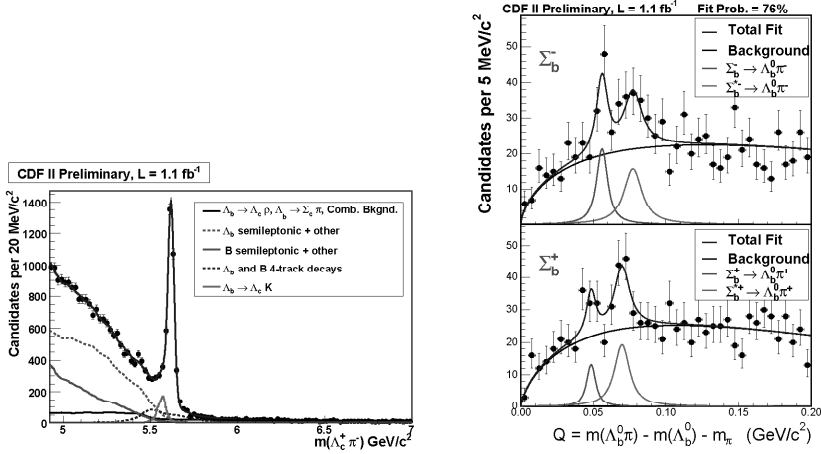 CDF II Preliminary, L = 1.1 fb⁻¹
Candidates per 20 MeV/c²
1400
1200
1000
800
600
400
200
0
Λb → Λc ρ, Λb → Σc π, Comb. Bkgnd.
Λb semileptonic + other
B semileptonic + other
Λb and B 4-track decays
Λb → Λc K
5 5.5 6 6.5 7
m(Λc⁺ π⁻) GeV/c²
CDF II Preliminary, L = 1.1 fb⁻¹ Fit Prob. = 76%
Candidates per 5 MeV/c²
Σb⁻
50
40
30
20
10
Total Fit
Background
Σb⁻ → Λb⁰π⁻
Σb*⁻ → Λb⁰π⁻
Σb⁺
50
40
30
20
10
0
Total Fit
Background
Σb⁺ → Λb⁰π⁺
Σb*⁺ → Λb⁰π⁺
0.00 0.05 0.10 0.15 0.20
Q = m(Λb⁰π) - m(Λb⁰) - mπ (GeV/c²)